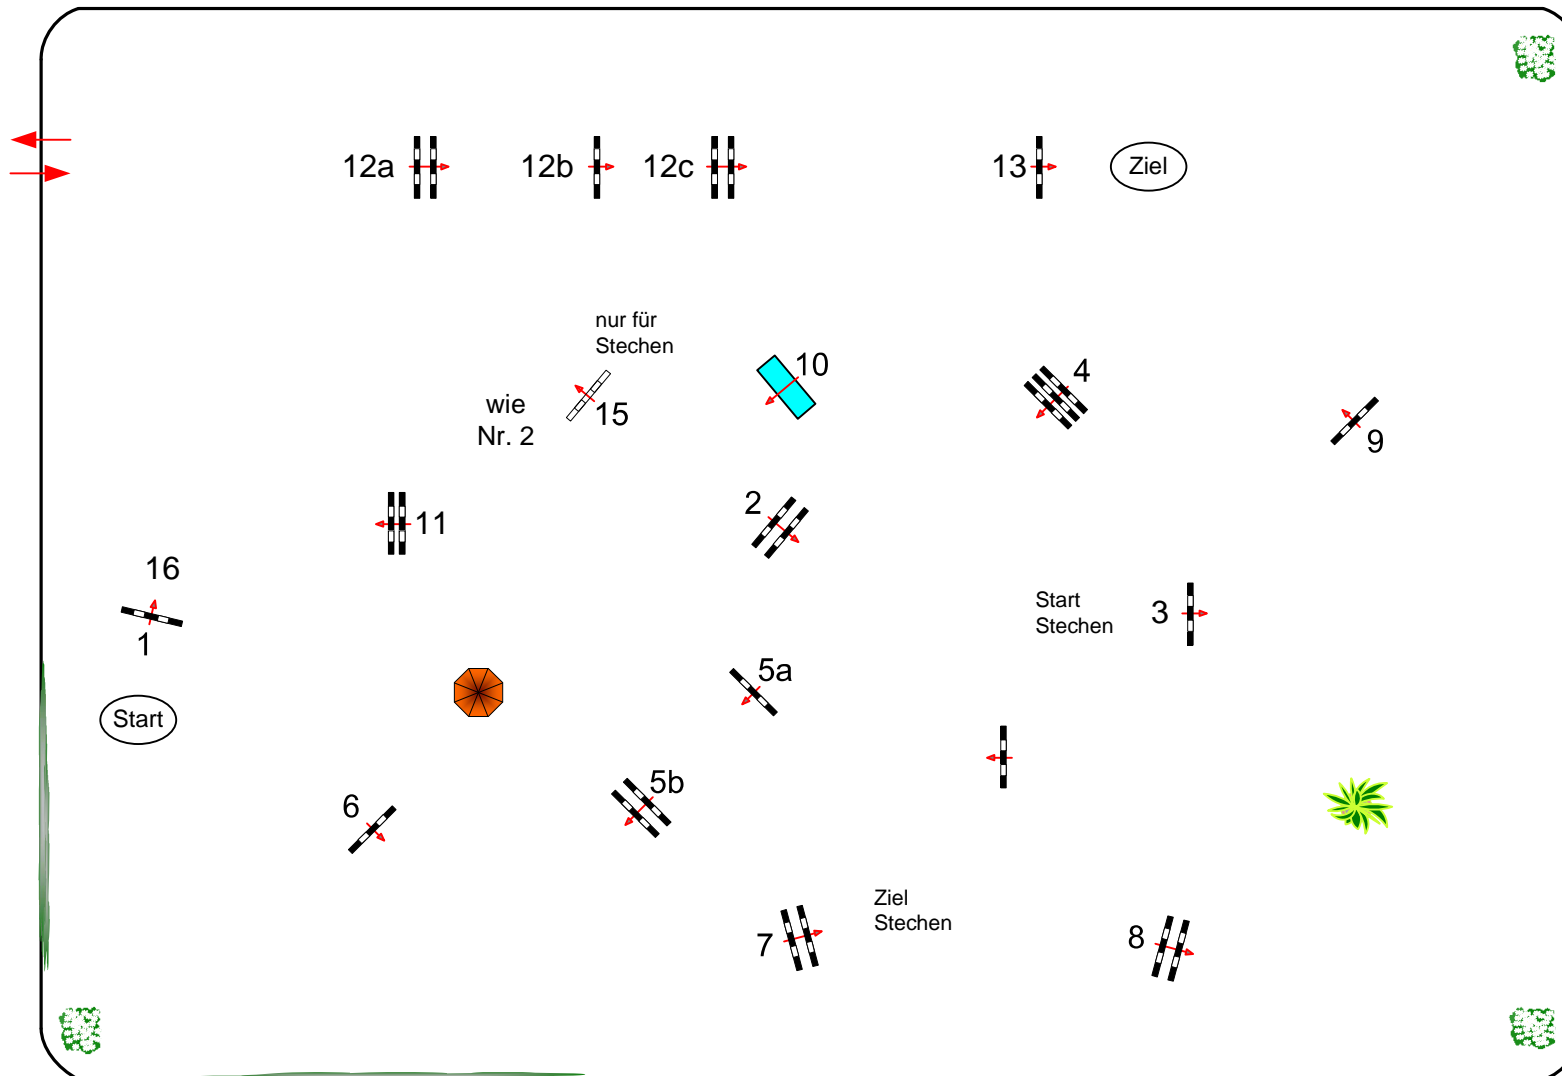 12a
12b
12c
13
Ziel
nur für
Stechen
10
4
wie
Nr. 2
15
9
2
11
16
1
Start
Stechen
3
5a
Start
5b
6
Ziel
Stechen
7
8